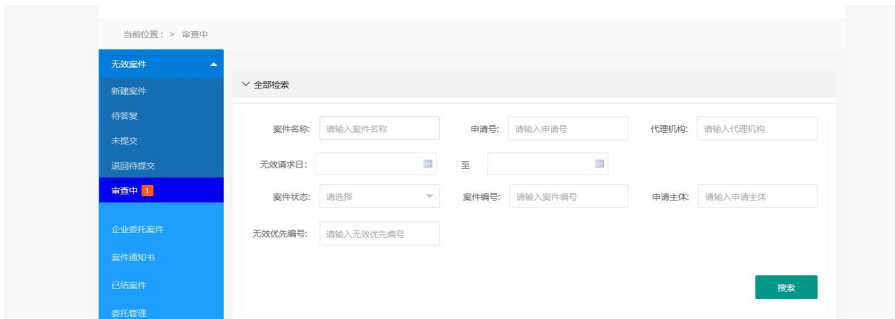 当前位置： > 审查中
无效案件
新建案件
待答复
未提交
退回待提交
审查中 1
企业委托案件
案件通知书
已结案件
委托管理
全部检索
案件名称: 请输入案件名称 申请号: 请输入申请号 代理机构: 请输入代理机构
无效请求日: 至
案件状态: 请选择 案件编号: 请输入案件编号 申请主体: 请输入申请主体
无效优先编号: 请输入无效优先编号
搜索